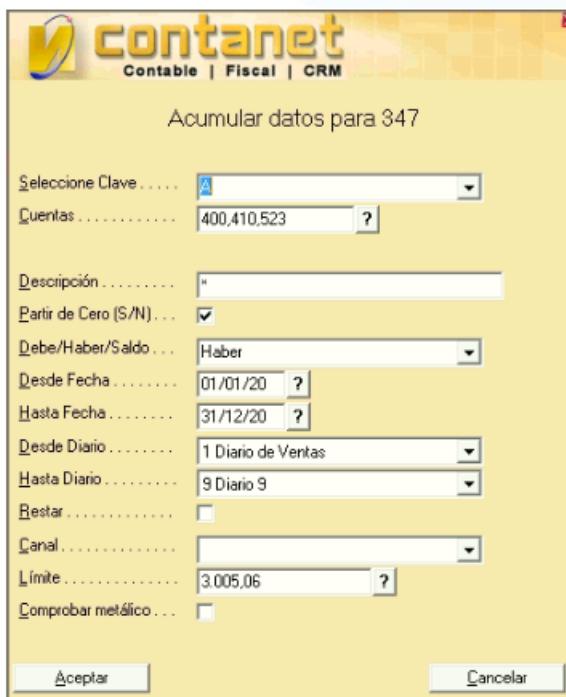 contanet
Contable | Fiscal | CRM
Acumular datos para 347
Seleccione Clave . . . . . A
Cuentas . . . . . . . . . . . . 400,410,523 ?
Descripción . . . . . . . . . *
Partir de Cero (S/N) . . .
Debe/Haber/Saldo . . . Haber
Desde Fecha . . . . . . . . 01/01/20 ?
Hasta Fecha . . . . . . . . 31/12/20 ?
Desde Diario . . . . . . . . 1 Diario de Ventas
Hasta Diario . . . . . . . . . 9 Diario 9
Restar . . . . . . . . . . . . .
Canal . . . . . . . . . . . . . .
Límite . . . . . . . . . . . . . . 3.005,06 ?
Comprobar metálico . . .
Aceptar Cancelar